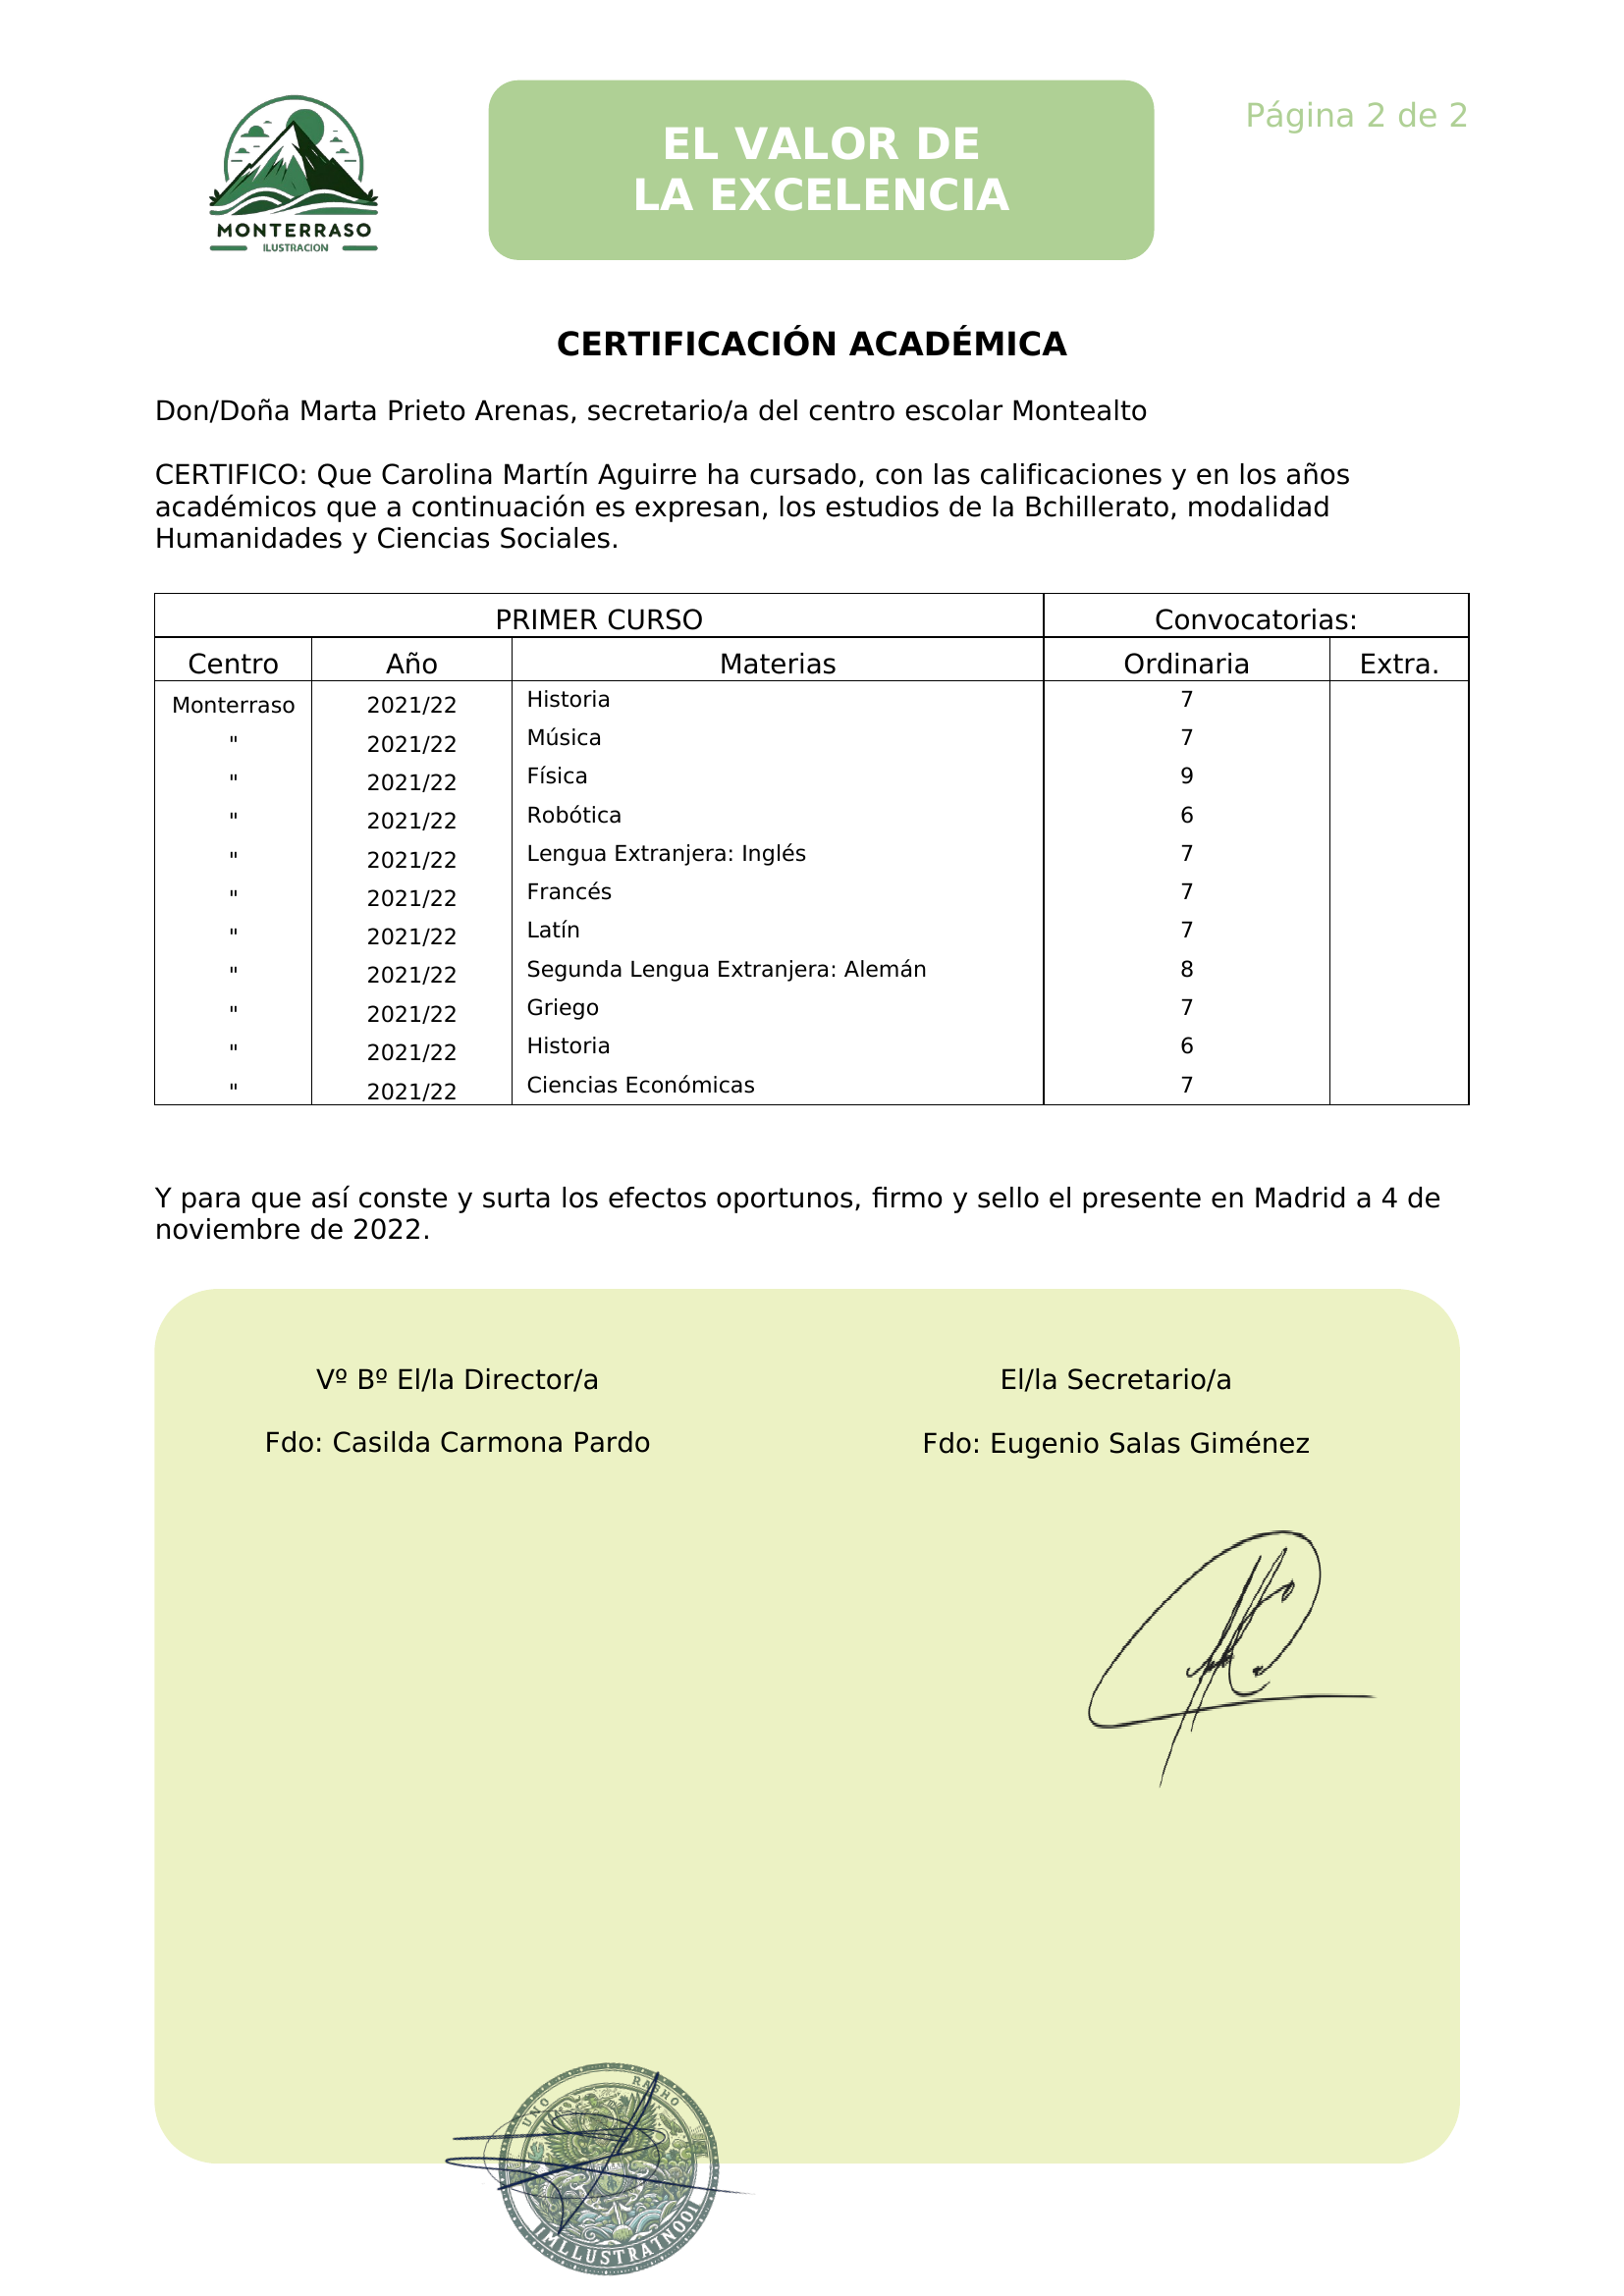 MONTERRASO
ILUSTRACION
EL VALOR DE
LA EXCELENCIA
Página 2 de 2
CERTIFICACIÓN ACADÉMICA
Don/Doña Marta Prieto Arenas, secretario/a del centro escolar Montealto
CERTIFICO: Que Carolina Martín Aguirre ha cursado, con las calificaciones y en los años
académicos que a continuación es expresan, los estudios de la Bchillerato, modalidad
Humanidades y Ciencias Sociales.
PRIMER CURSO Convocatorias:
Centro Año Materias Ordinaria Extra.
Monterraso 2021/22 Historia 7
" 2021/22 Música 7
" 2021/22 Física 9
" 2021/22 Robótica 6
" 2021/22 Lengua Extranjera: Inglés 7
" 2021/22 Francés 7
" 2021/22 Latín 7
" 2021/22 Segunda Lengua Extranjera: Alemán 8
" 2021/22 Griego 7
" 2021/22 Historia 6
" 2021/22 Ciencias Económicas 7
Y para que así conste y surta los efectos oportunos, firmo y sello el presente en Madrid a 4 de
noviembre de 2022.
Vº Bº El/la Director/a El/la Secretario/a
Fdo: Casilda Carmona Pardo Fdo: Eugenio Salas Giménez
UNO RASHO